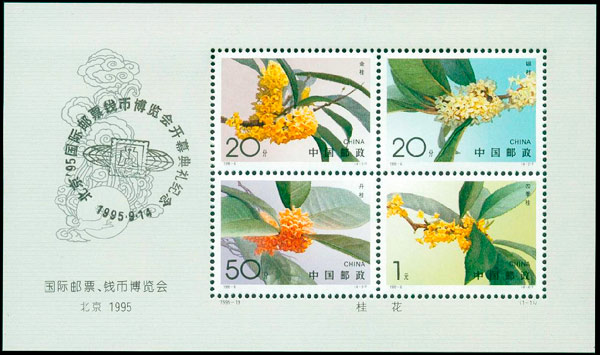 北京'95国际邮票钱币博览会开幕典礼纪念
1995.9.14
国际邮票、钱币博览会
北京 1995
金桂
20分
CHINA
中国邮政
银桂
20分
CHINA
中国邮政
丹桂
50分
CHINA
中国邮政
四季桂
1元
CHINA
中国邮政
1995-6
桂 花